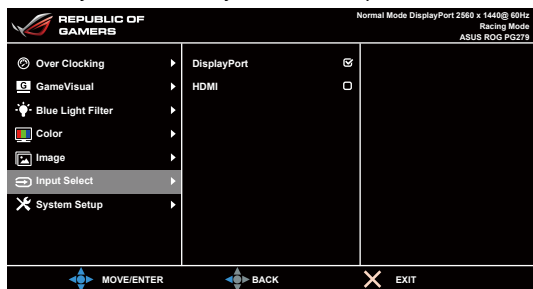 REPUBLIC OF
GAMERS
Normal Mode DisplayPort 2560 x 1440@ 60Hz
Racing Mode
ASUS ROG PG279
Over Clocking
DisplayPort
G GameVisual
HDMI
Blue Light Filter
Color
Image
Input Select
System Setup
MOVE/ENTER
BACK
EXIT